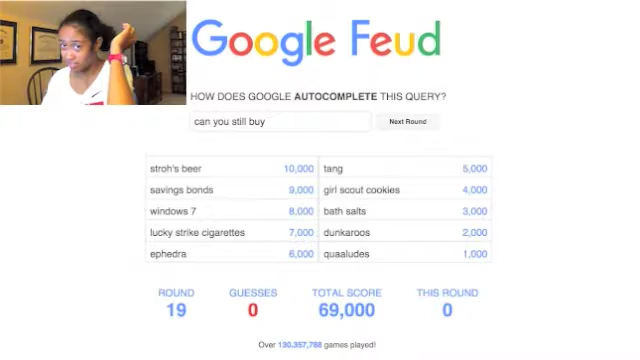 Google Feud
HOW DOES GOOGLE AUTOCOMPLETE THIS QUERY?
can you still buy
Next Round
stroh's beer 10,000
savings bonds 9,000
windows 7 8,000
lucky strike cigarettes 7,000
ephedra 6,000
tang 5,000
girl scout cookies 4,000
bath salts 3,000
dunkaroos 2,000
quaaludes 1,000
ROUND
19
GUESSES
0
TOTAL SCORE
69,000
THIS ROUND
0
Over 130,357,788 games played!